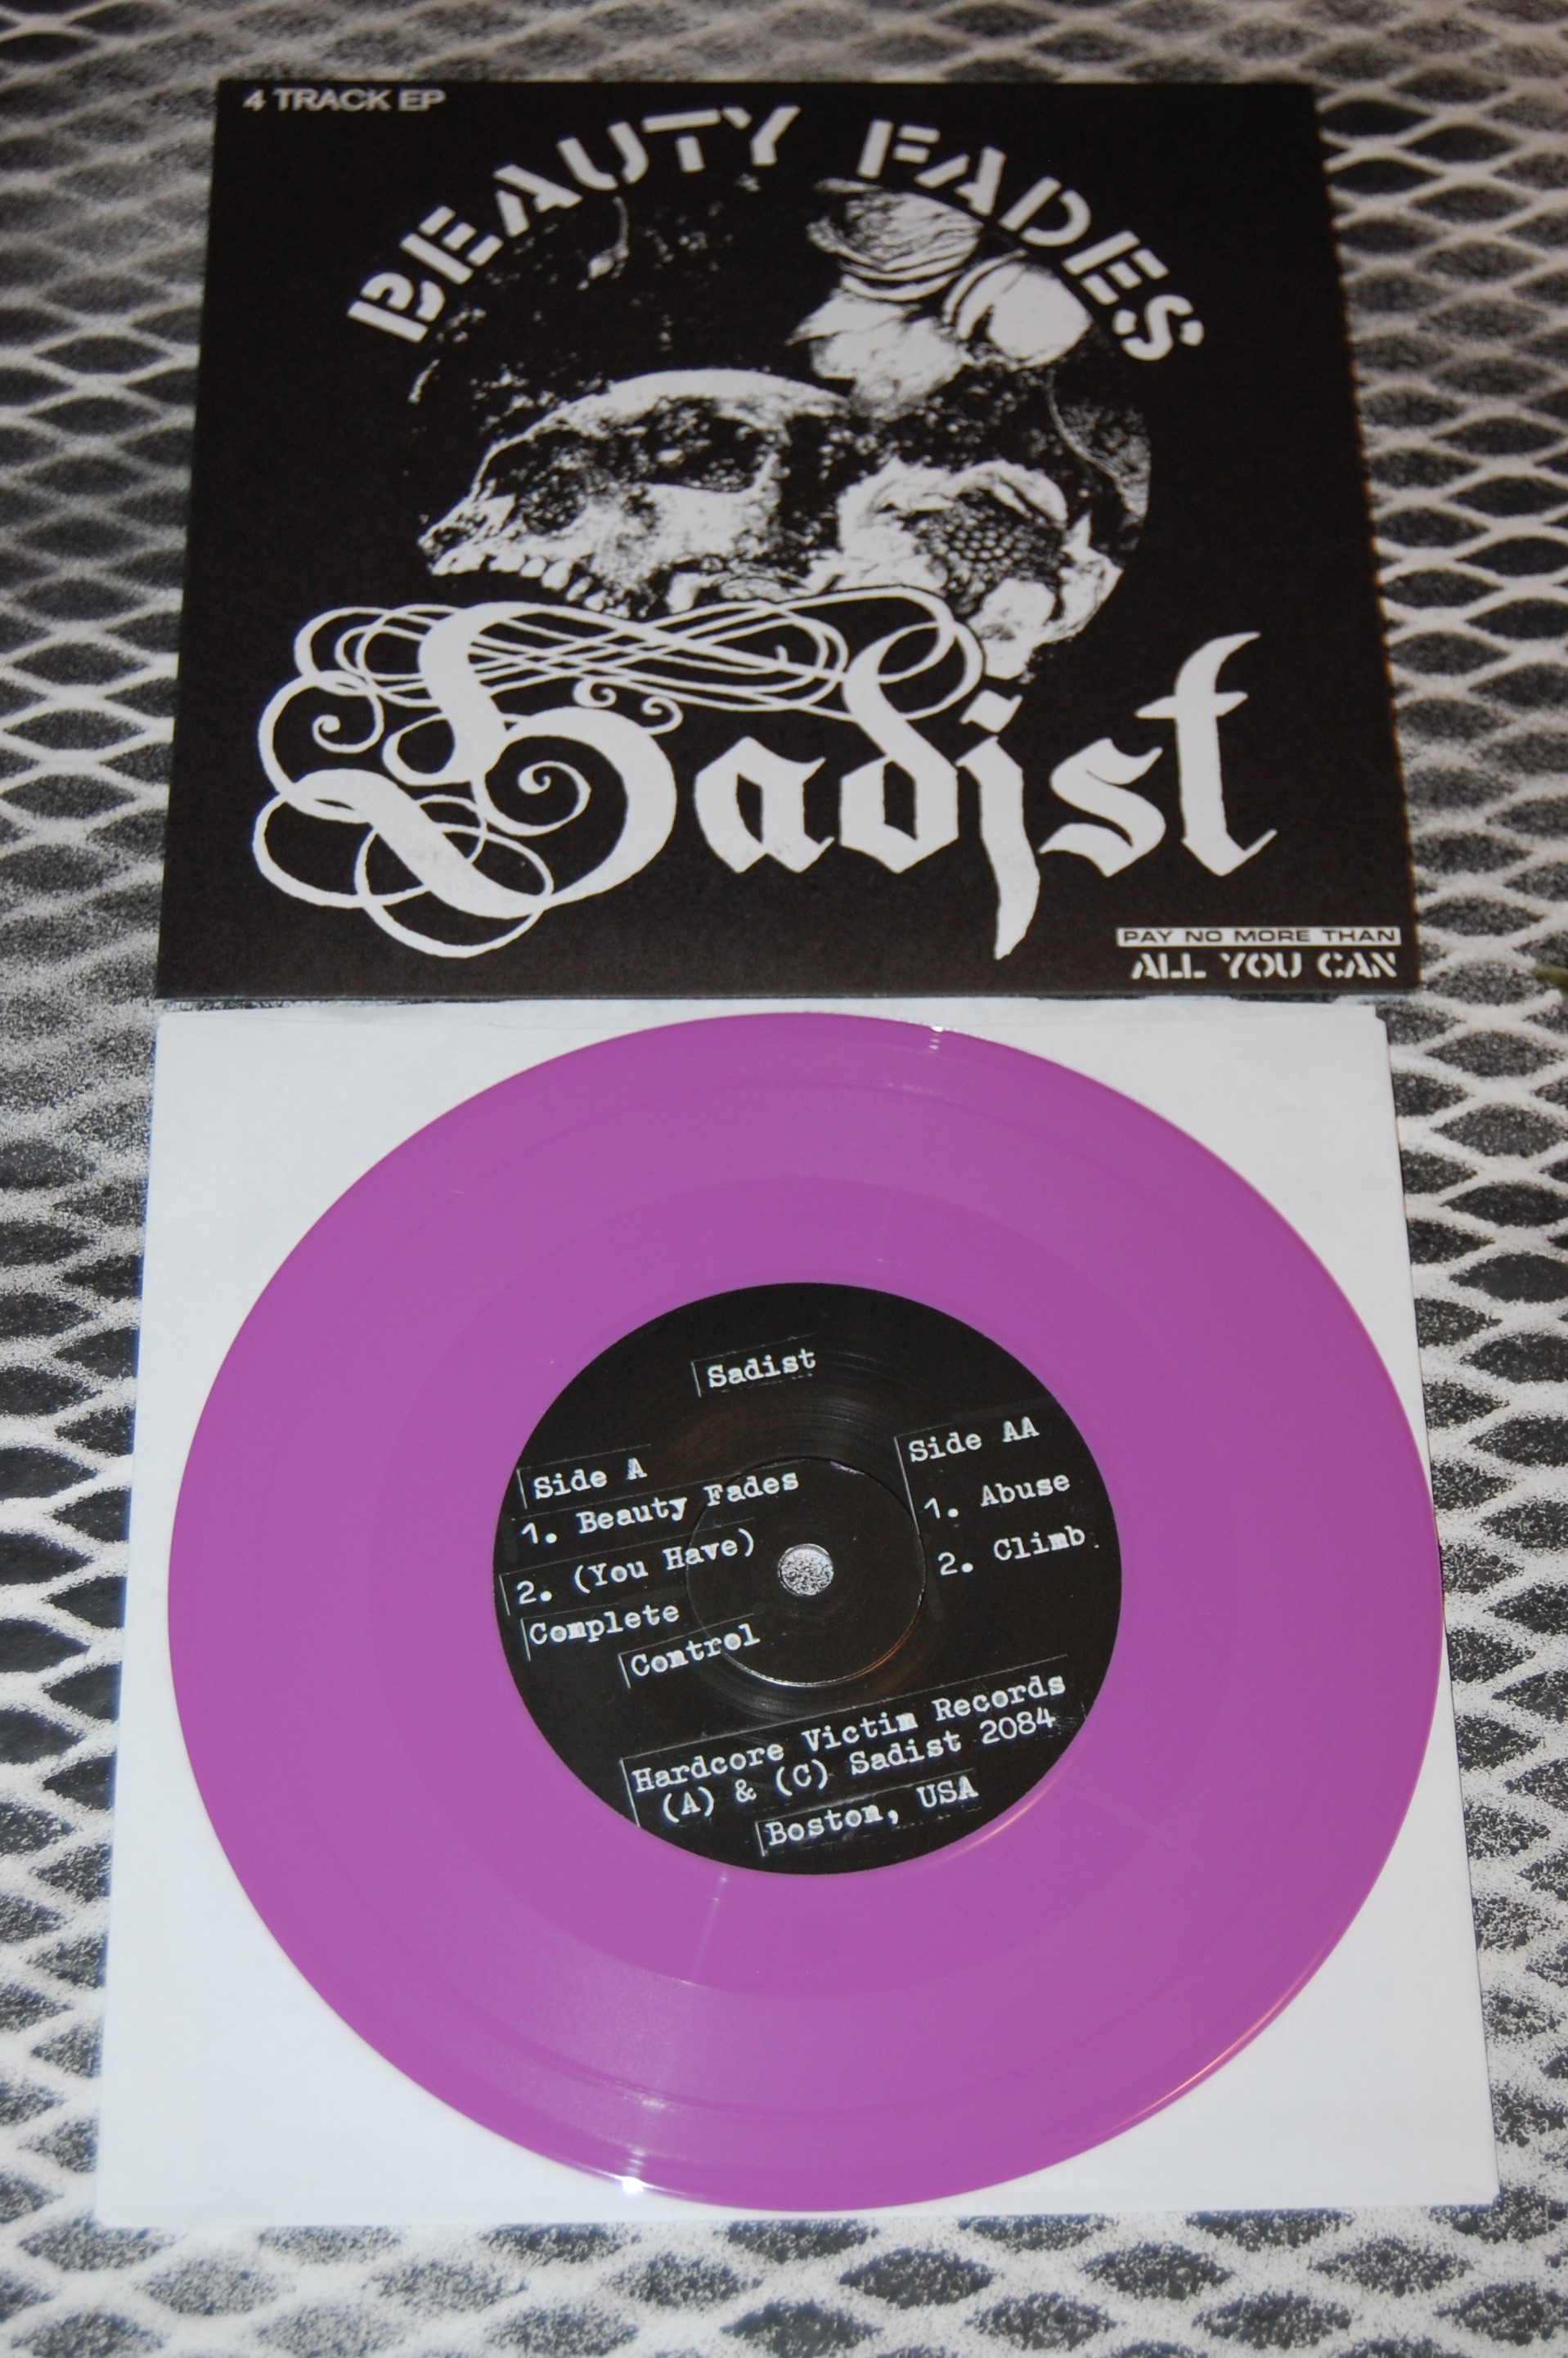 4 TRACK EP
BEAUTY FADES
Sadist
PAY NO MORE THAN
ALL YOU CAN
Sadist
Side A
1. Beauty Fades
2. (You Have)
Complete
Control
Side AA
1. Abuse
2. Climb
Hardcore Victim Records
(A) & (C) Sadist 2084
Boston, USA